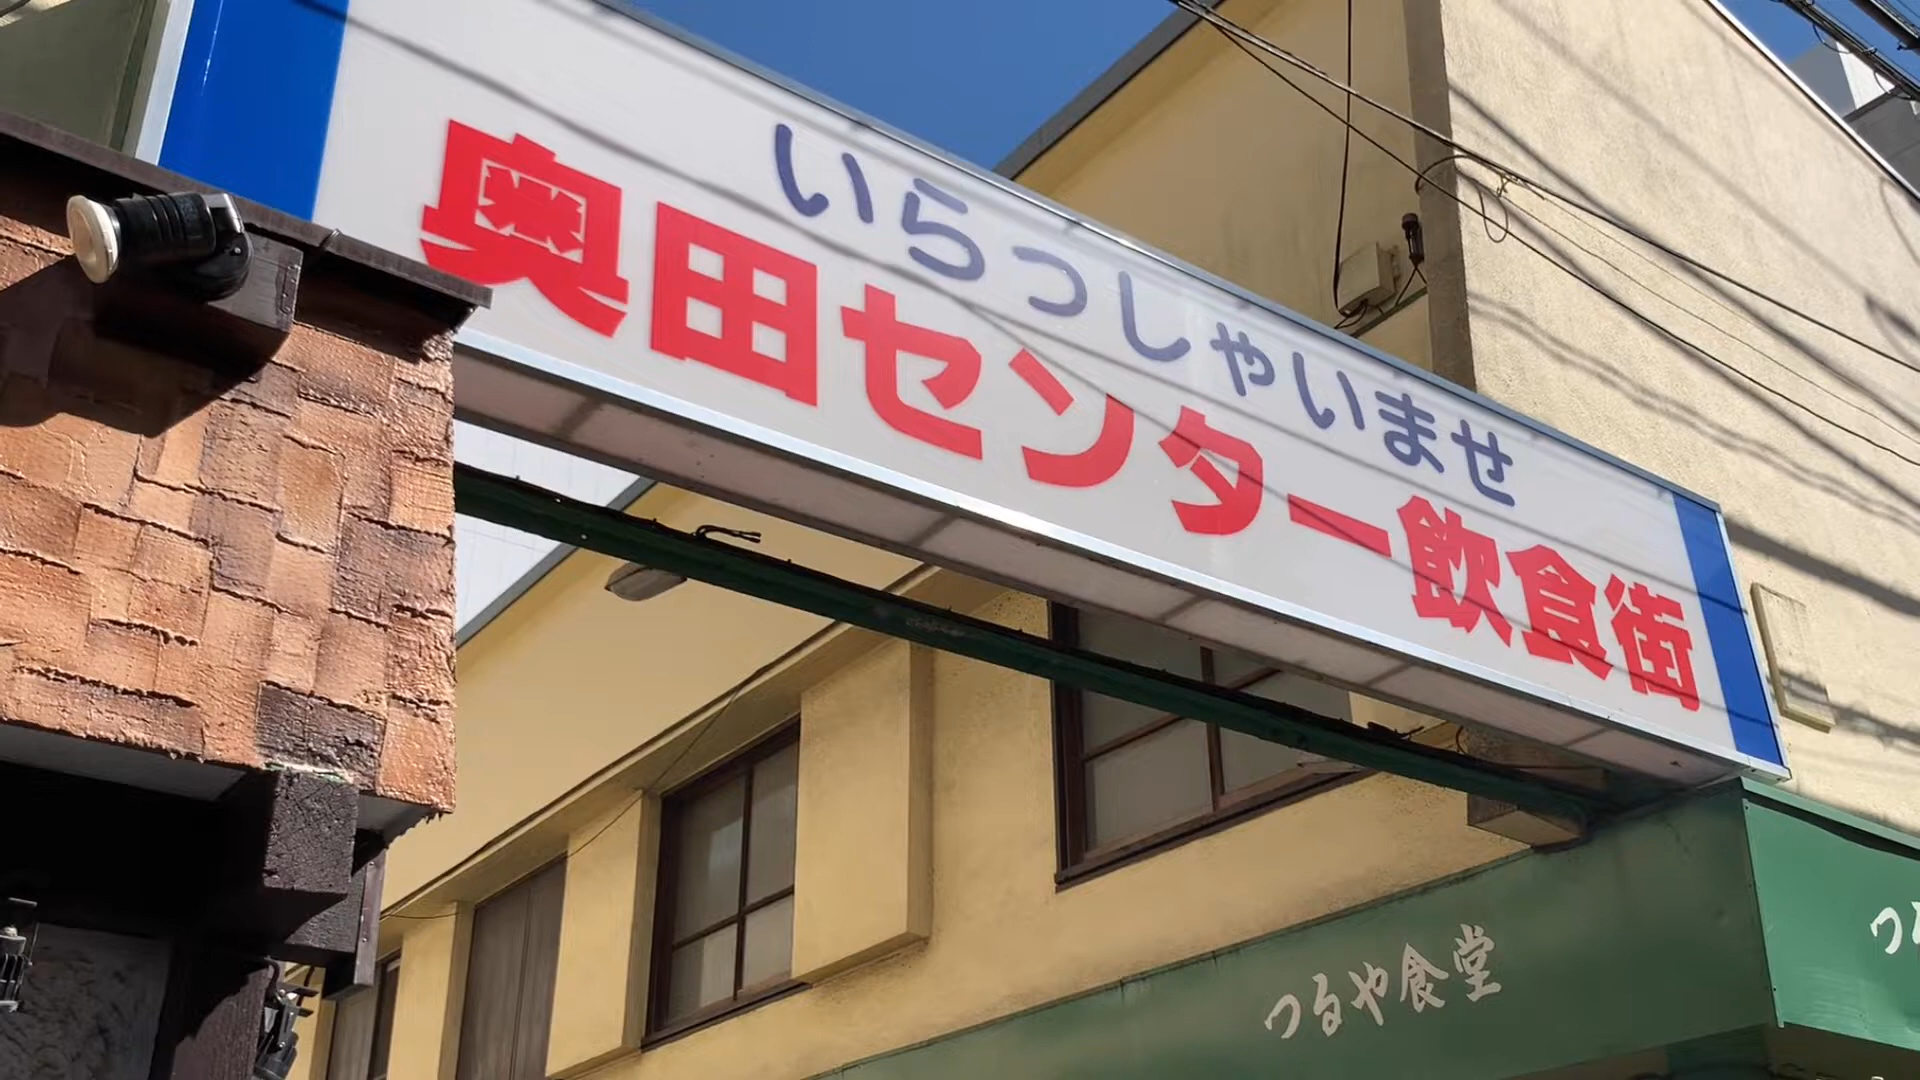 いらっしゃいませ
奥田センター飲食街
つるや食堂
つ